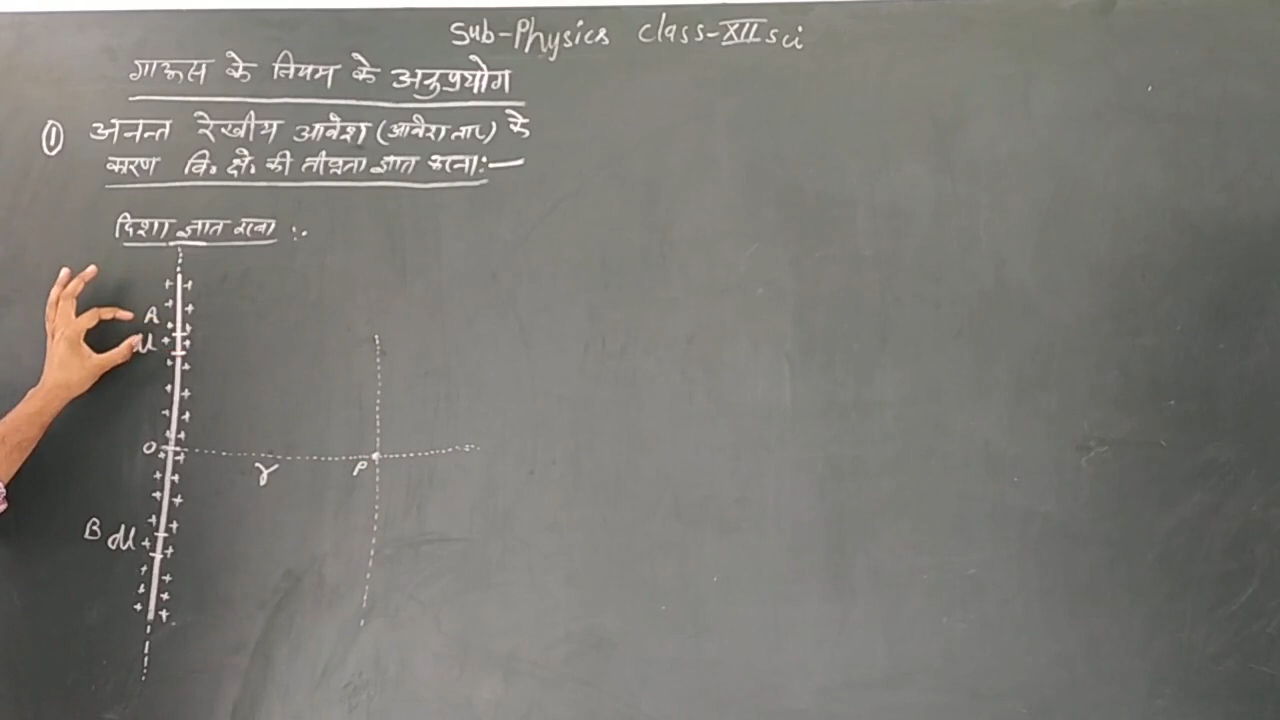 Sub-Physics class-XII sci
गाऊस के नियम के अनुप्रयोग
① अनन्त रेखीय आवेश (आवेश तार) के
कारण वि. क्षे. की तीव्रता ज्ञात करना:—
दिशा ज्ञात करना :.
A
dl
O
r
P
B dl